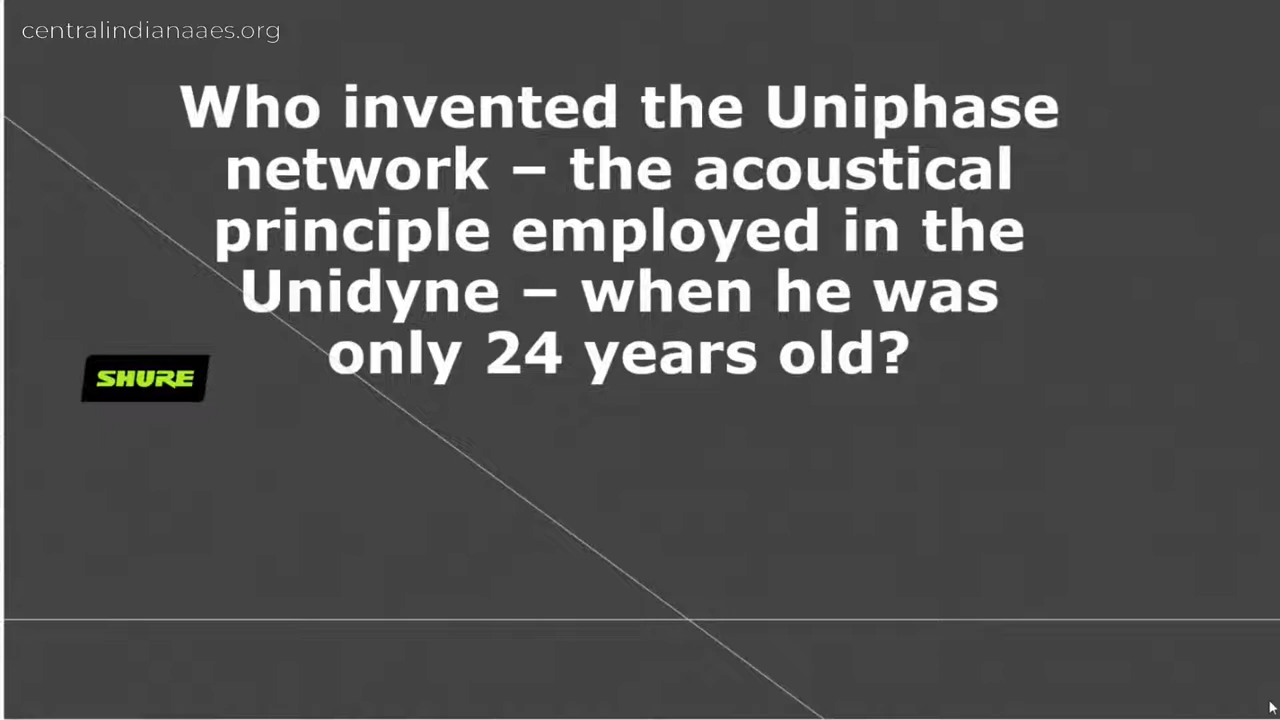 centralindianaaes.org
Who invented the Uniphase
network – the acoustical
principle employed in the
Unidyne – when he was
only 24 years old?
SHURE